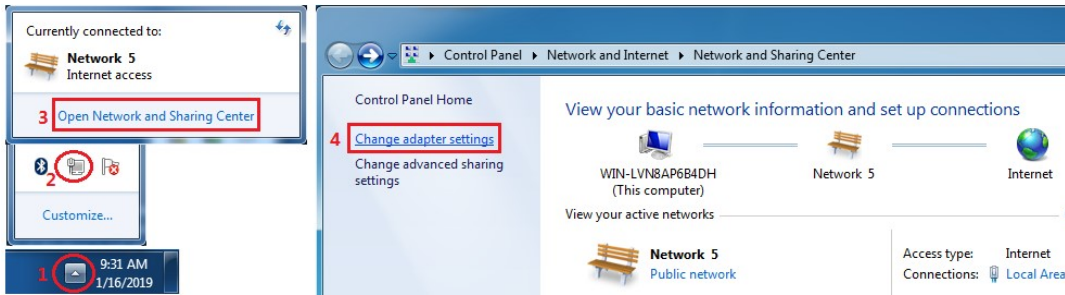 Currently connected to:
Network 5
Internet access
3 Open Network and Sharing Center
2
Customize...
1
9:31 AM
1/16/2019
Control Panel Network and Internet Network and Sharing Center
Control Panel Home
4 Change adapter settings
Change advanced sharing
settings
View your basic network information and set up connections
WIN-LVN8AP6B4DH
(This computer)
Network 5
Internet
View your active networks
Network 5
Public network
Access type: Internet
Connections: Local Area